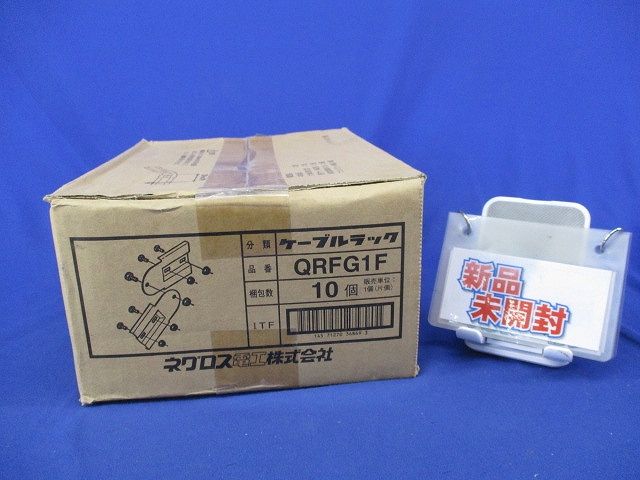 分類 ケーブルラック
品番 QRFG1F
梱包数 10個 販売単位：1個(片側)
ITF
ネグロス電工株式会社
新品
未開封